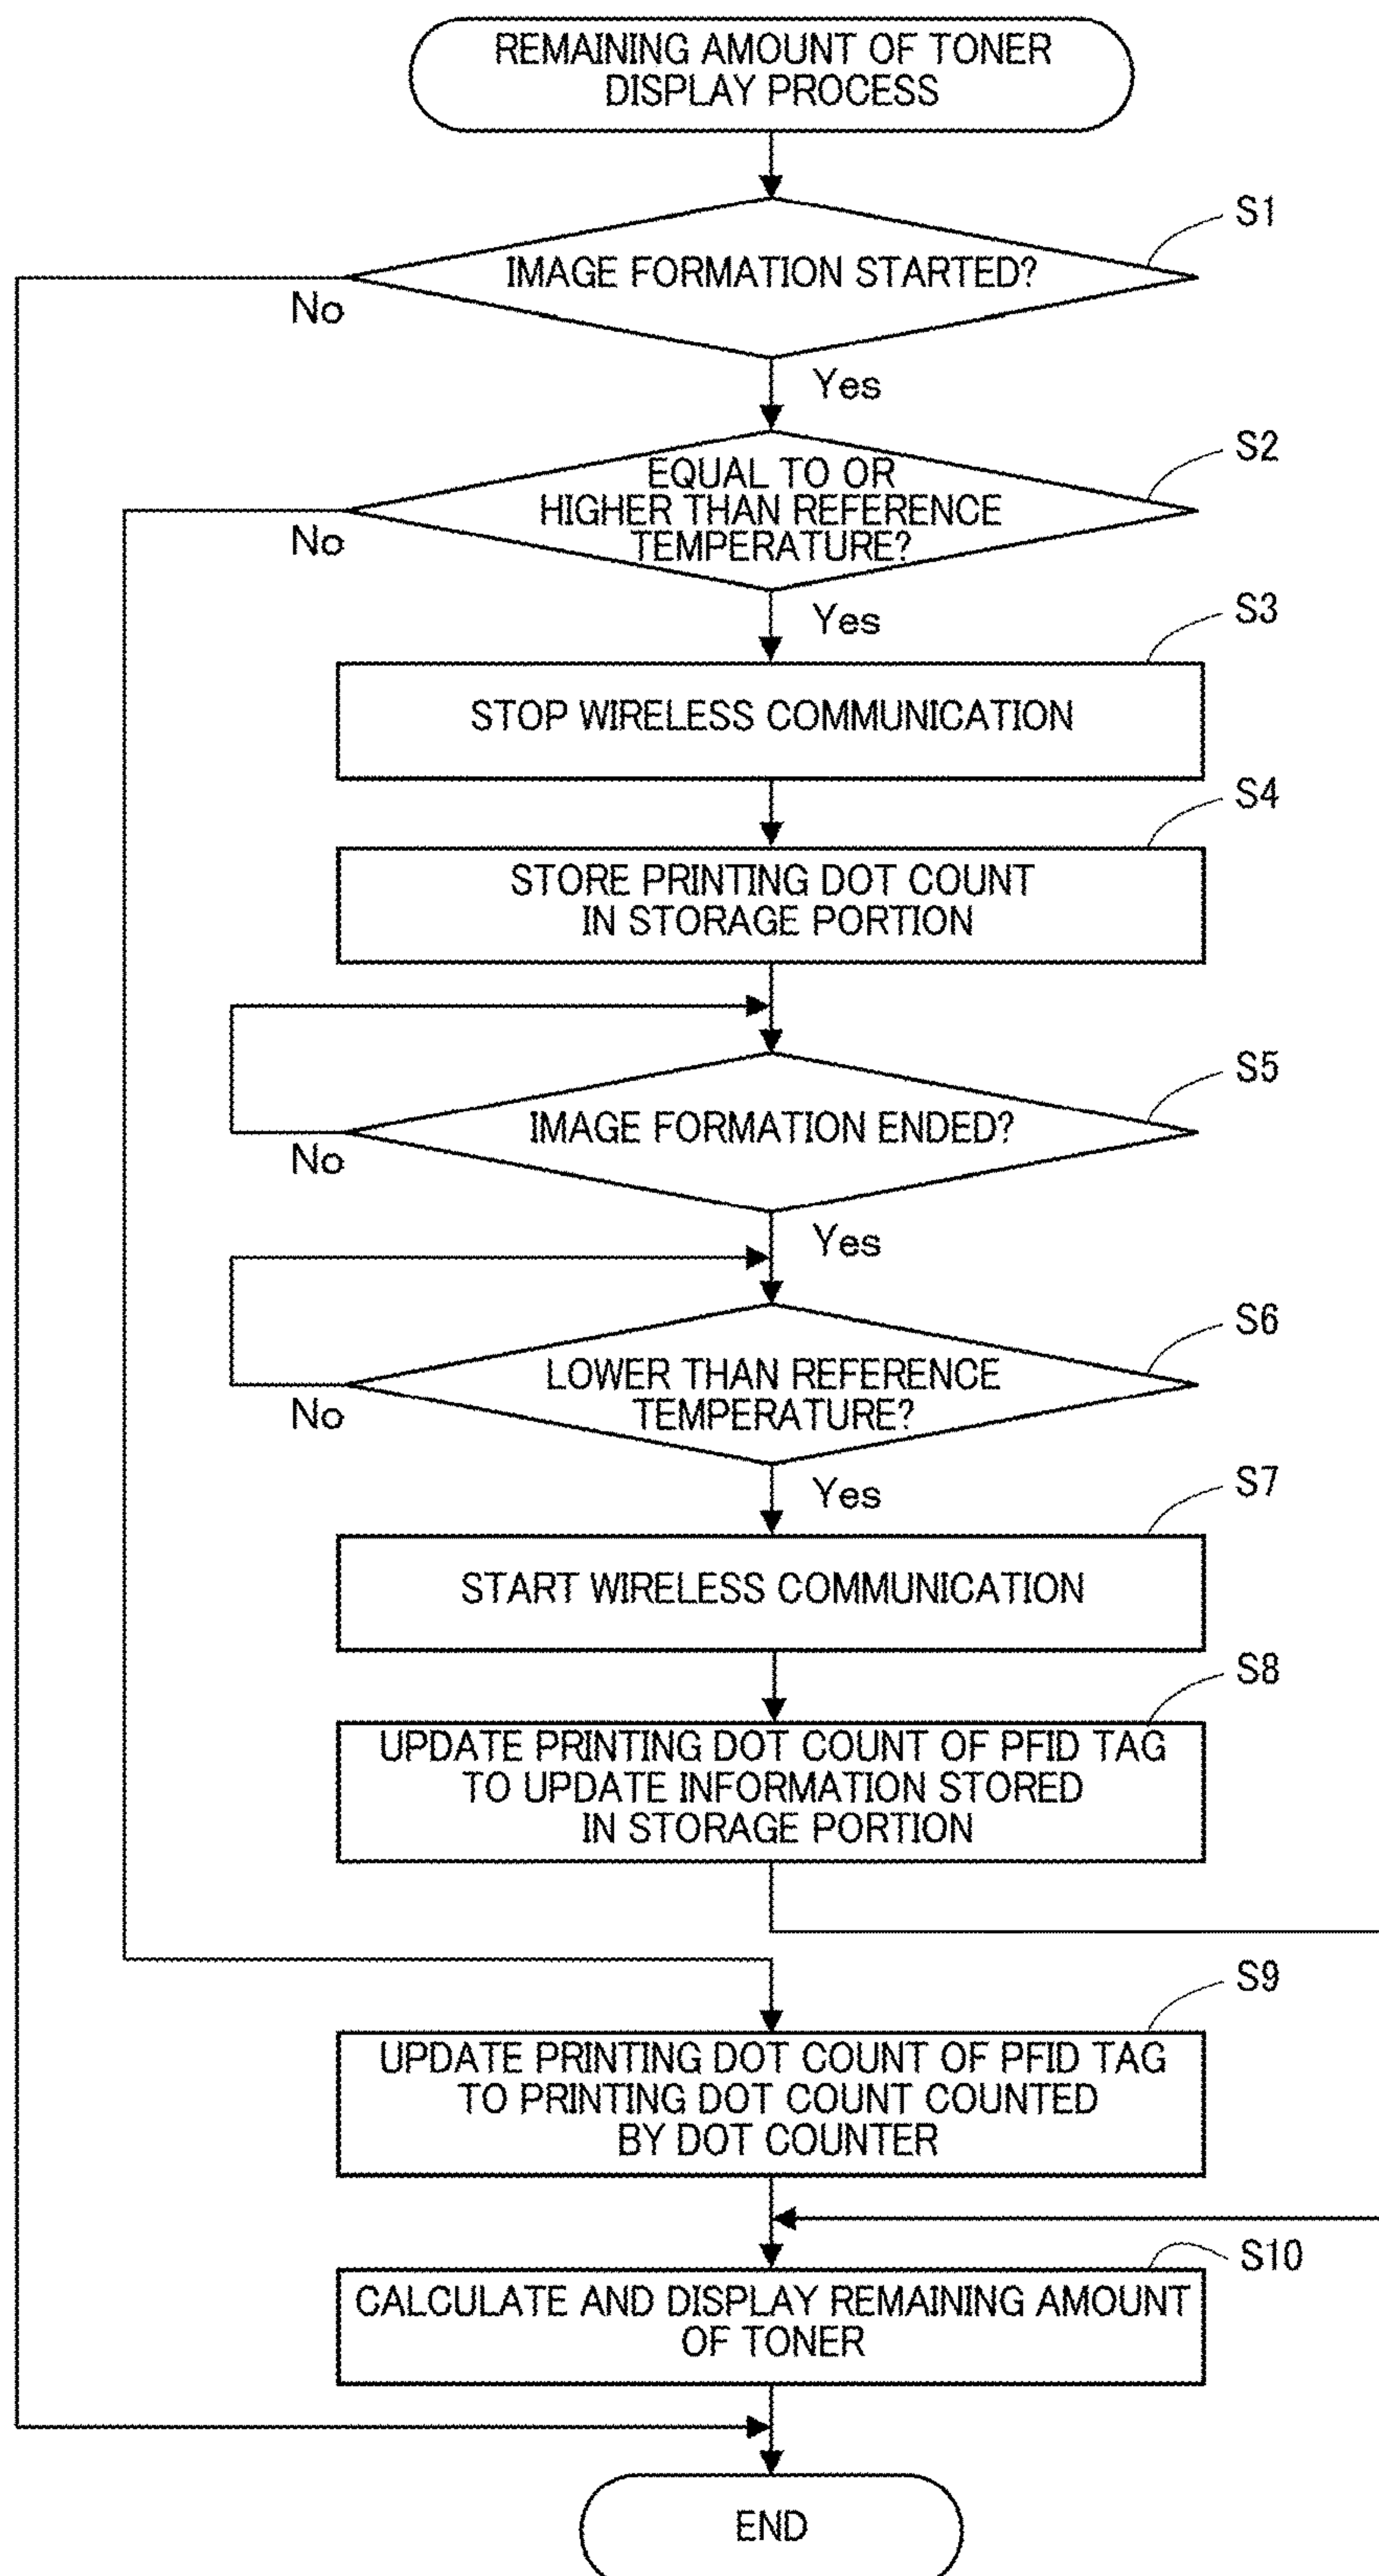 REMAINING AMOUNT OF TONER
DISPLAY PROCESS
S1
IMAGE FORMATION STARTED?
No
Yes
S2
EQUAL TO OR
HIGHER THAN REFERENCE
TEMPERATURE?
No
Yes
S3
STOP WIRELESS COMMUNICATION
S4
STORE PRINTING DOT COUNT
IN STORAGE PORTION
S5
IMAGE FORMATION ENDED?
No
Yes
S6
LOWER THAN REFERENCE
TEMPERATURE?
No
Yes
S7
START WIRELESS COMMUNICATION
S8
UPDATE PRINTING DOT COUNT OF PFID TAG
TO UPDATE INFORMATION STORED
IN STORAGE PORTION
S9
UPDATE PRINTING DOT COUNT OF PFID TAG
TO PRINTING DOT COUNT COUNTED
BY DOT COUNTER
S10
CALCULATE AND DISPLAY REMAINING AMOUNT
OF TONER
END